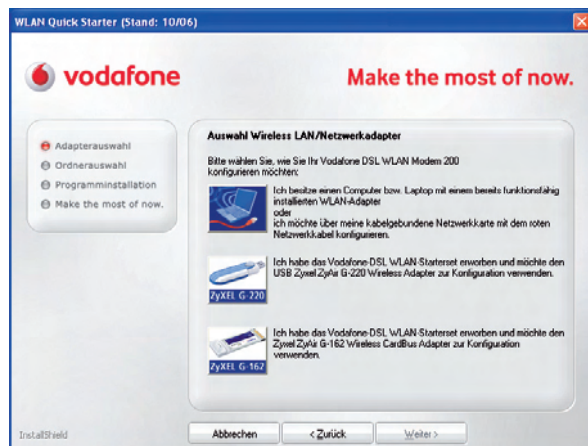 WLAN Quick Starter (Stand: 10/06)
vodafone
Make the most of now.
Adapterauswahl
Ordnerauswahl
Programminstallation
Make the most of now.
Auswahl Wireless LAN/Netzwerkadapter
Bitte wählen Sie, wie Sie Ihr Vodafone DSL WLAN Modem 200
konfigurieren möchten:
Ich besitze einen Computer bzw. Laptop mit einem bereits funktionsfähig
installierten WLAN-Adapter
oder
ich möchte über meine kabelgebundene Netzwerkkarte mit dem roten
Netzwerkkabel konfigurieren.
ZyXEL G-220
Ich habe das Vodafone-DSL WLAN-Starterset erworben und möchte den
USB Zyxel ZyAir G-220 Wireless Adapter zur Konfiguration verwenden.
ZyXEL G-162
Ich habe das Vodafone-DSL WLAN-Starterset erworben und möchte den
Zyxel ZyAir G-162 Wireless CardBus Adapter zur Konfiguration
verwenden.
InstallShield
Abbrechen
< Zurück
Weiter >